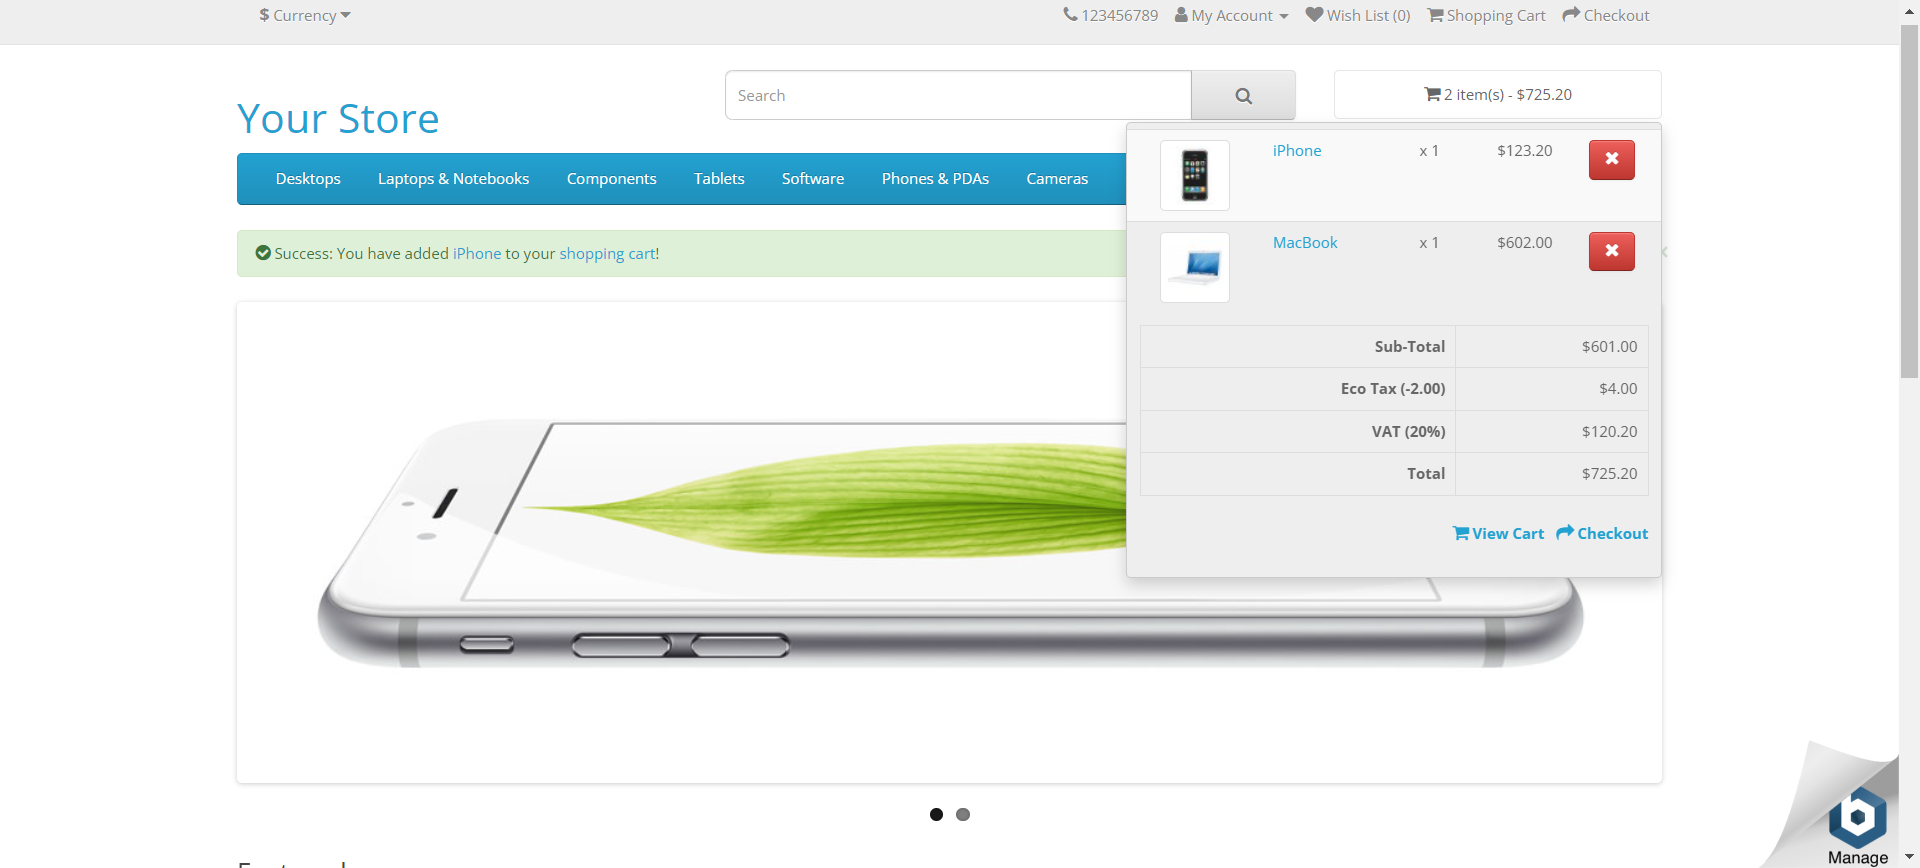 $ Currency
123456789 My Account Wish List (0) Shopping Cart Checkout
Your Store
Search
2 item(s) - $725.20
Desktops Laptops & Notebooks Components Tablets Software Phones & PDAs Cameras
iPhone x 1 $123.20
MacBook x 1 $602.00
Sub-Total $601.00
Eco Tax (-2.00) $4.00
VAT (20%) $120.20
Total $725.20
View Cart Checkout
Success: You have added iPhone to your shopping cart!
Manage